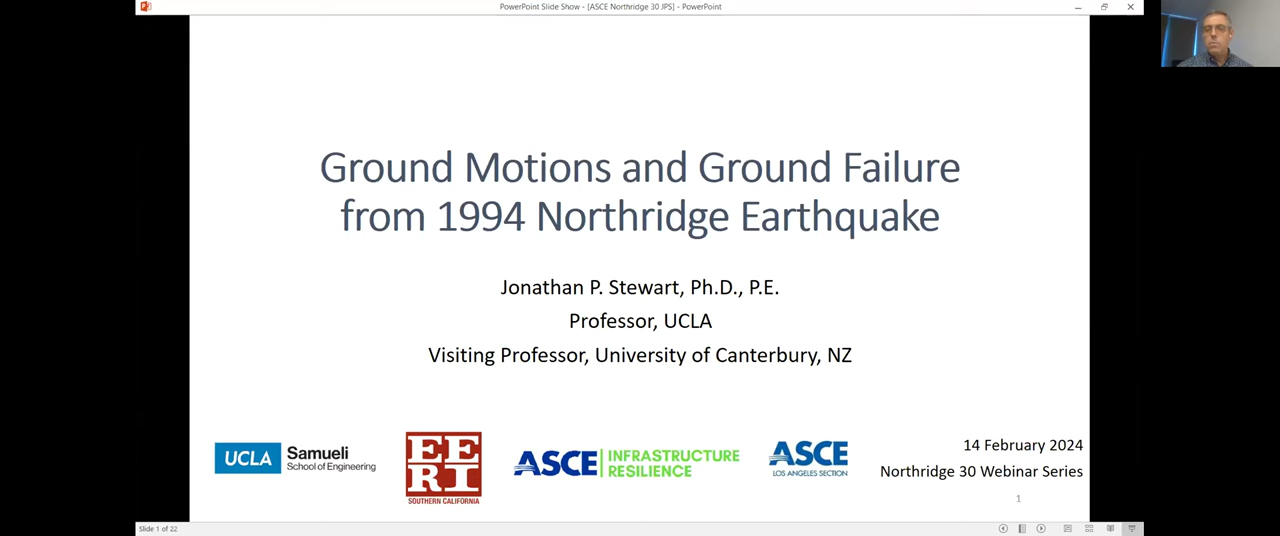 PowerPoint Slide Show - [ASCE Northridge 30 JPS] - PowerPoint
Ground Motions and Ground Failure
from 1994 Northridge Earthquake
Jonathan P. Stewart, Ph.D., P.E.
Professor, UCLA
Visiting Professor, University of Canterbury, NZ
UCLA Samueli
School of Engineering
EE
RI
SOUTHERN CALIFORNIA
ASCE INFRASTRUCTURE
RESILIENCE
ASCE
LOS ANGELES SECTION
14 February 2024
Northridge 30 Webinar Series
1
Slide 1 of 22